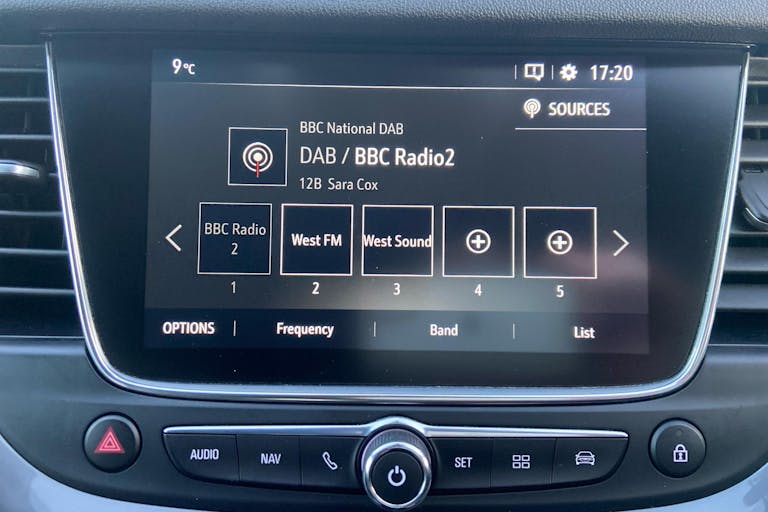 9°C
17:20
SOURCES
BBC National DAB
DAB / BBC Radio2
12B Sara Cox
BBC Radio
2
West FM
West Sound
1
2
3
4
5
OPTIONS
Frequency
Band
List
AUDIO
NAV
SET